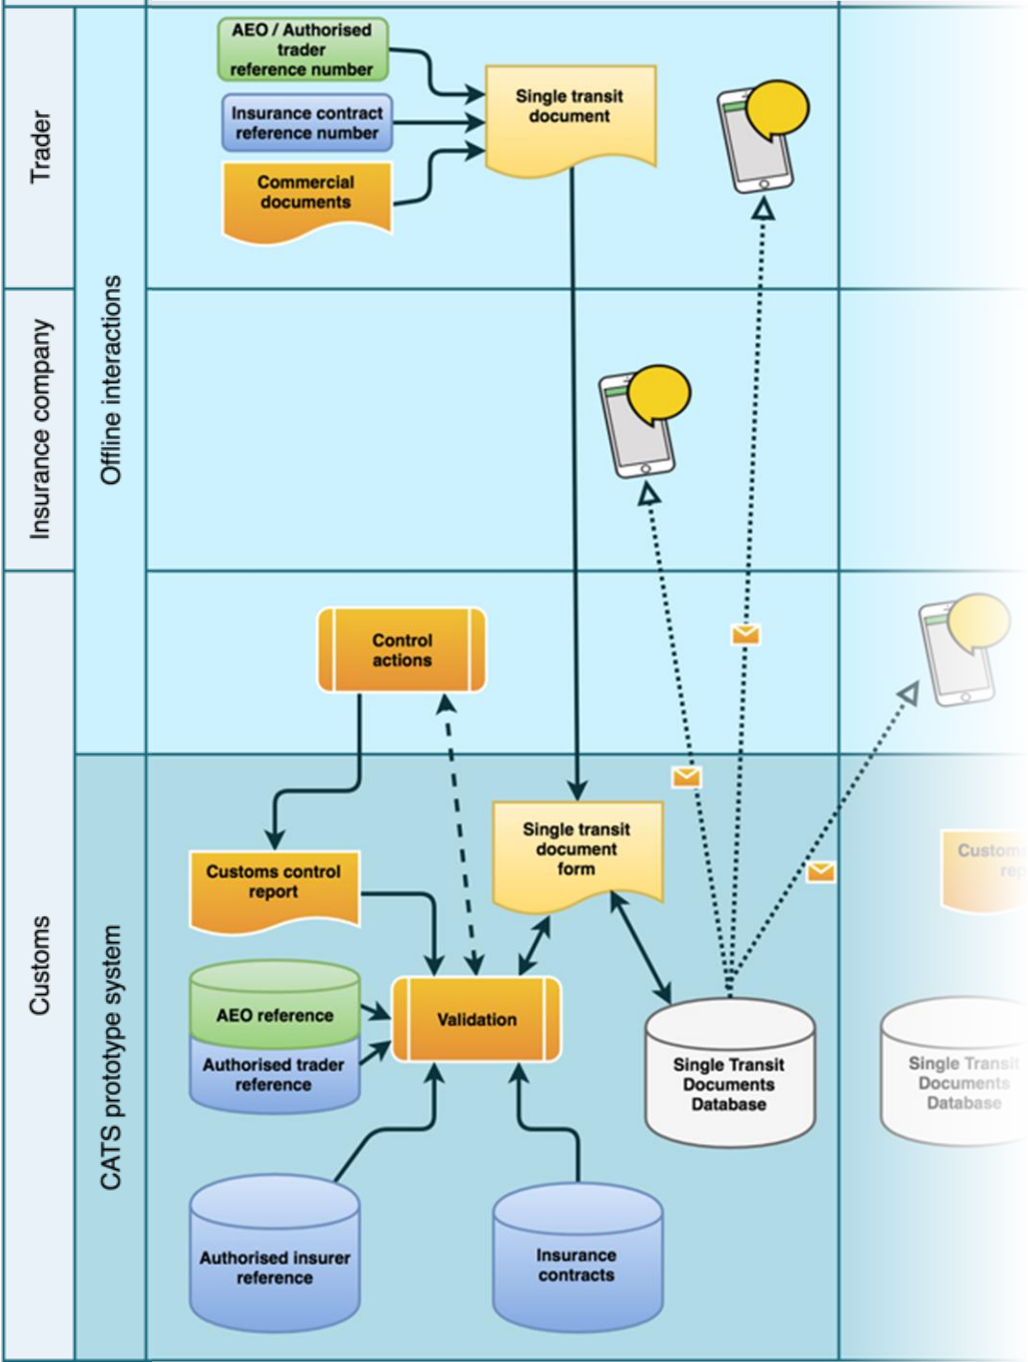 Trader
Insurance company
Customs
Offline interactions
CATS prototype system
AEO / Authorised
trader
reference number
Insurance contract
reference number
Commercial
documents
Single transit
document
Control
actions
Customs control
report
Single transit
document
form
AEO reference
Authorised trader
reference
Validation
Single Transit
Documents
Database
Authorised insurer
reference
Insurance
contracts
Customs
rep
Single Transit
Documents
Database